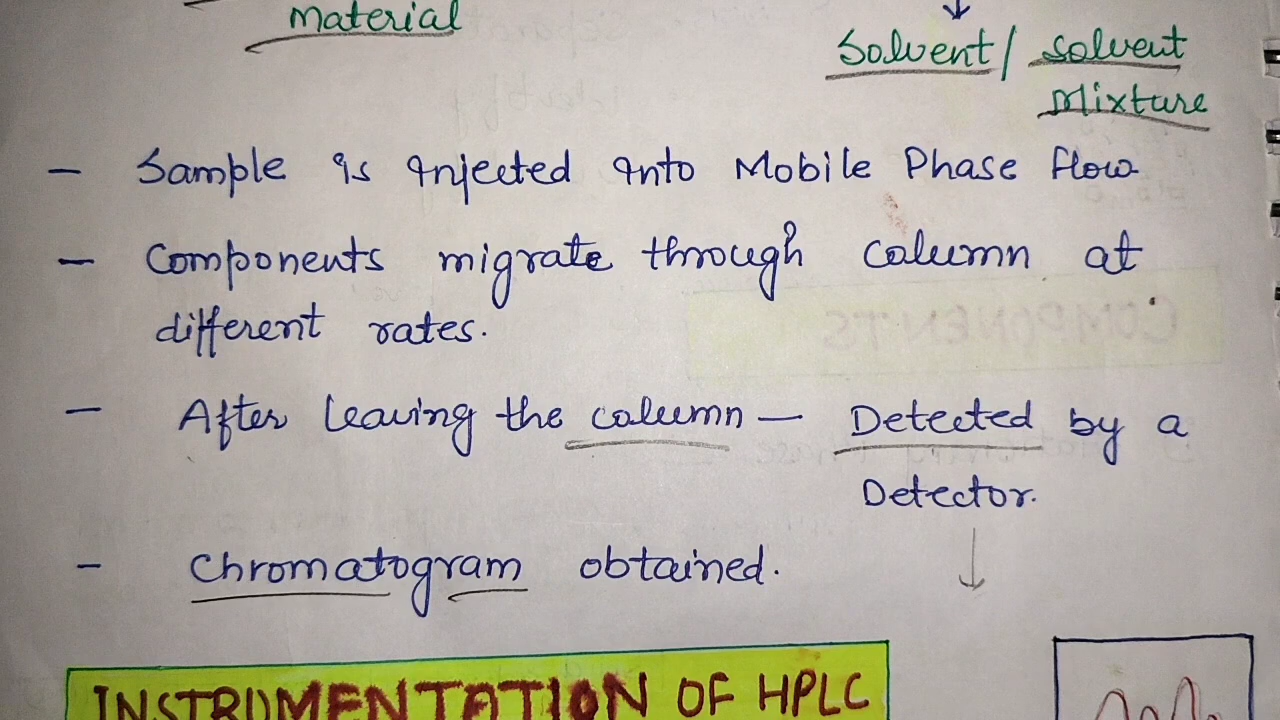 Material
Solvent / Solvent
Mixture
- Sample is Injected Into Mobile Phase flow
- Components migrate through column at
different rates.
- After leaving the column - Detected by a
Detector.
- Chromatogram obtained.
INSTRUMENTATION OF HPLC